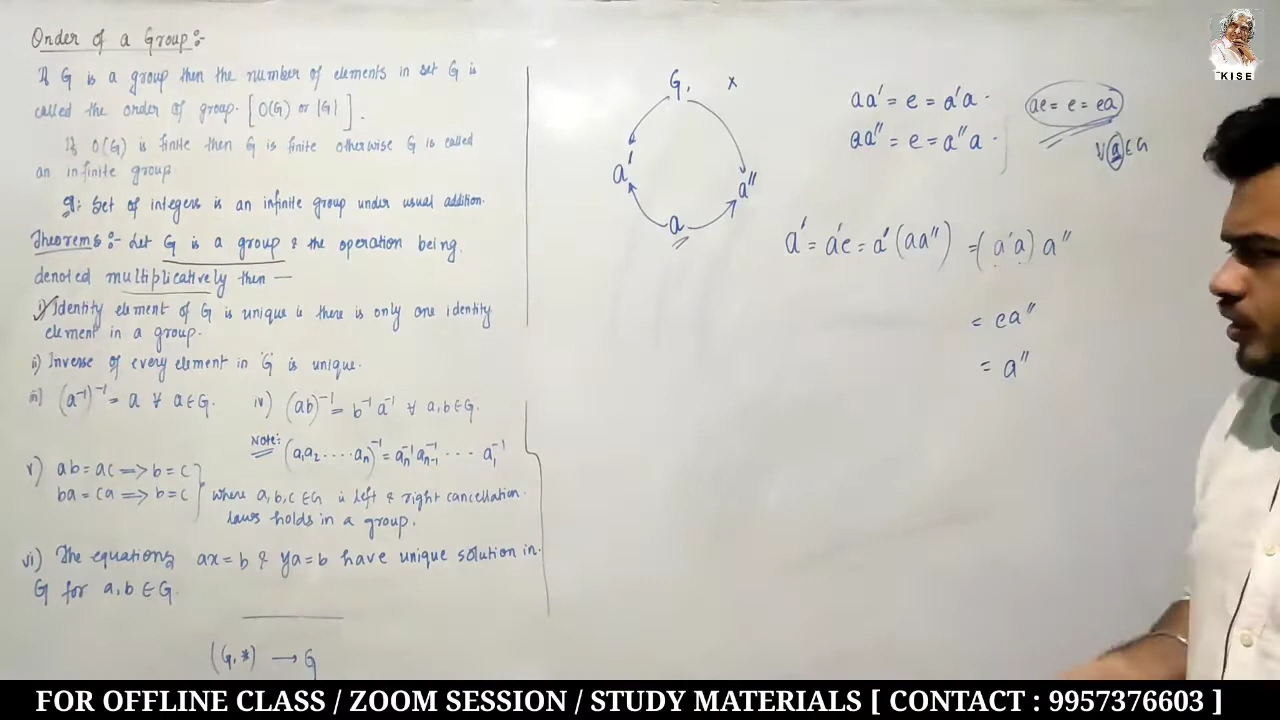 Order of a Group:-
If G is a group then the number of elements in set G is
called the order of group. [O(G) or |G|].
If O(G) is finite then G is finite otherwise G is called
an infinite group
eg: Set of integers is an infinite group under usual addition.
Theorems:- Let G is a group & the operation being
denoted multiplicatively then —
i) Identity element of G is unique ie there is only one identity
element in a group.
ii) Inverse of every element in 'G' is unique.
iii) (a⁻¹)⁻¹ = a ∀ a∈G. iv) (ab)⁻¹ = b⁻¹ a⁻¹ ∀ a,b∈G.
Note: (a₁a₂.....aₙ)⁻¹ = aₙ⁻¹ aₙ₋₁⁻¹ ... a₁⁻¹
v) ab = ac ⟹ b = c
ba = ca ⟹ b = c } where a,b,c ∈ G ie left & right cancellation
laws holds in a group.
vi) The equations ax = b & ya = b have unique solution in
G for a,b ∈ G.
(G,*) → G
G, ×
a' a''
a
aa' = e = a'a
aa'' = e = a''a
ae = e = ea
∀ a ∈ G
a' = a'e = a'(aa'') = (a'a)a''
= ea''
= a''
KISE
FOR OFFLINE CLASS / ZOOM SESSION / STUDY MATERIALS [ CONTACT : 9957376603 ]